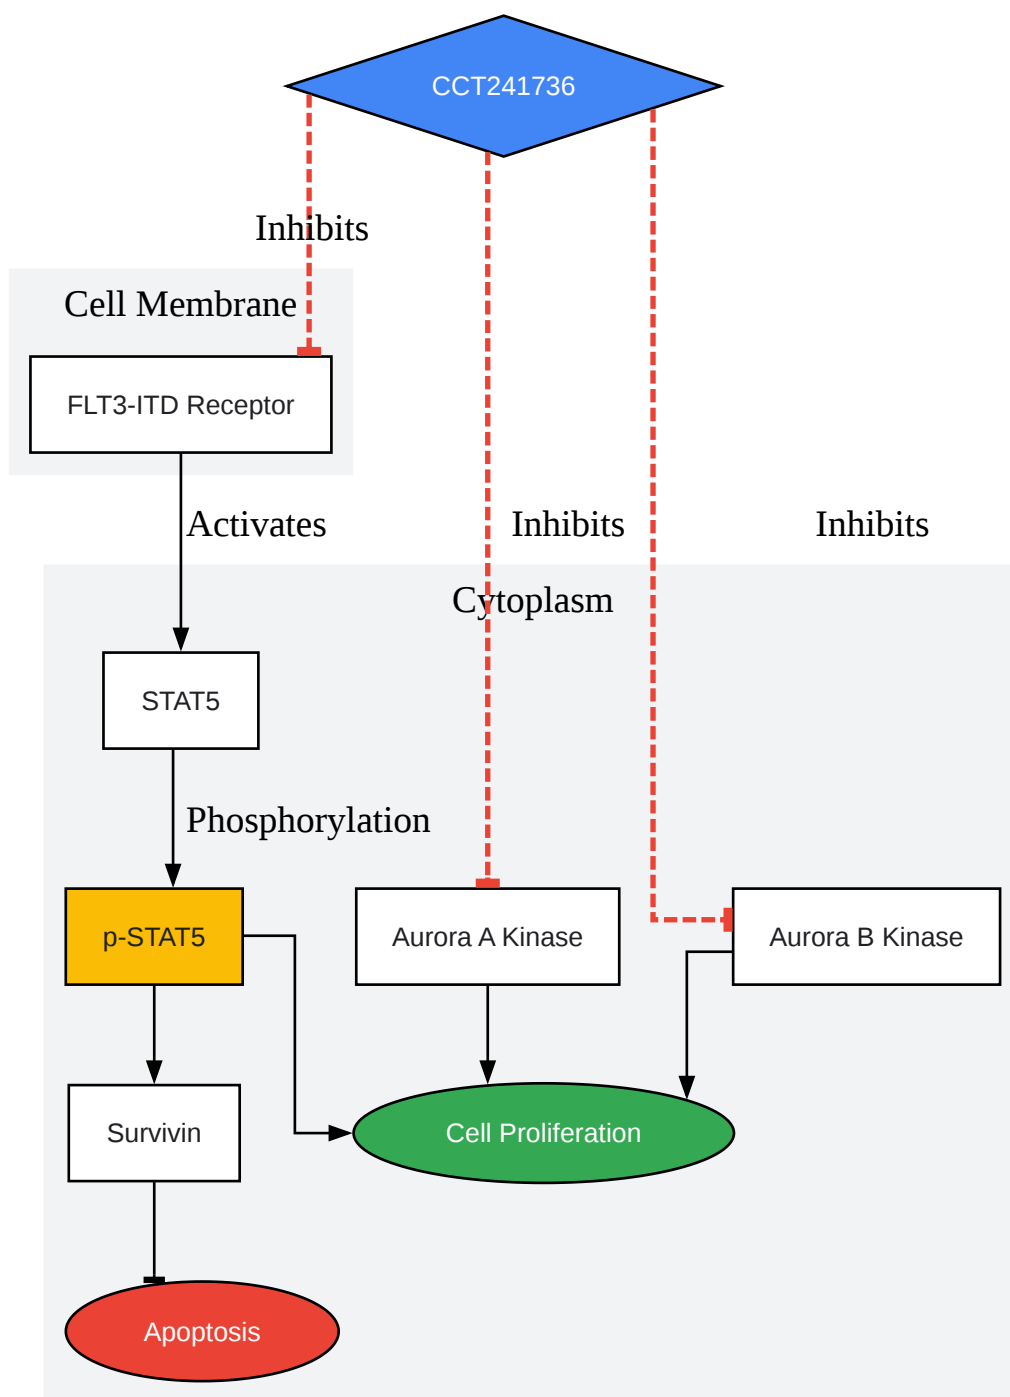 CCT241736
Inhibits
Cell Membrane
FLT3-ITD Receptor
Activates
Inhibits
Inhibits
Cytoplasm
STAT5
Phosphorylation
p-STAT5
Aurora A Kinase
Aurora B Kinase
Survivin
Cell Proliferation
Apoptosis